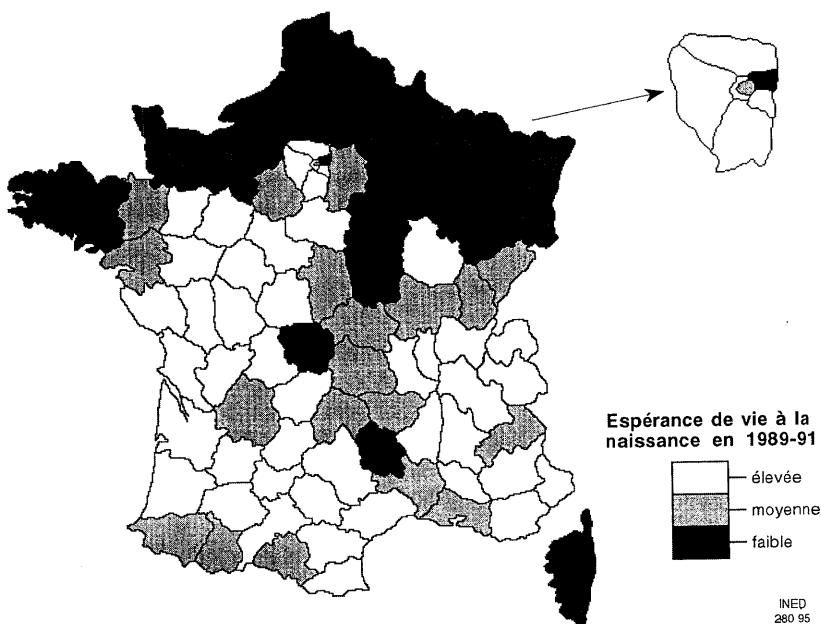 Espérance de vie à la
naissance en 1989-91
élevée
moyenne
faible
INED
280 95